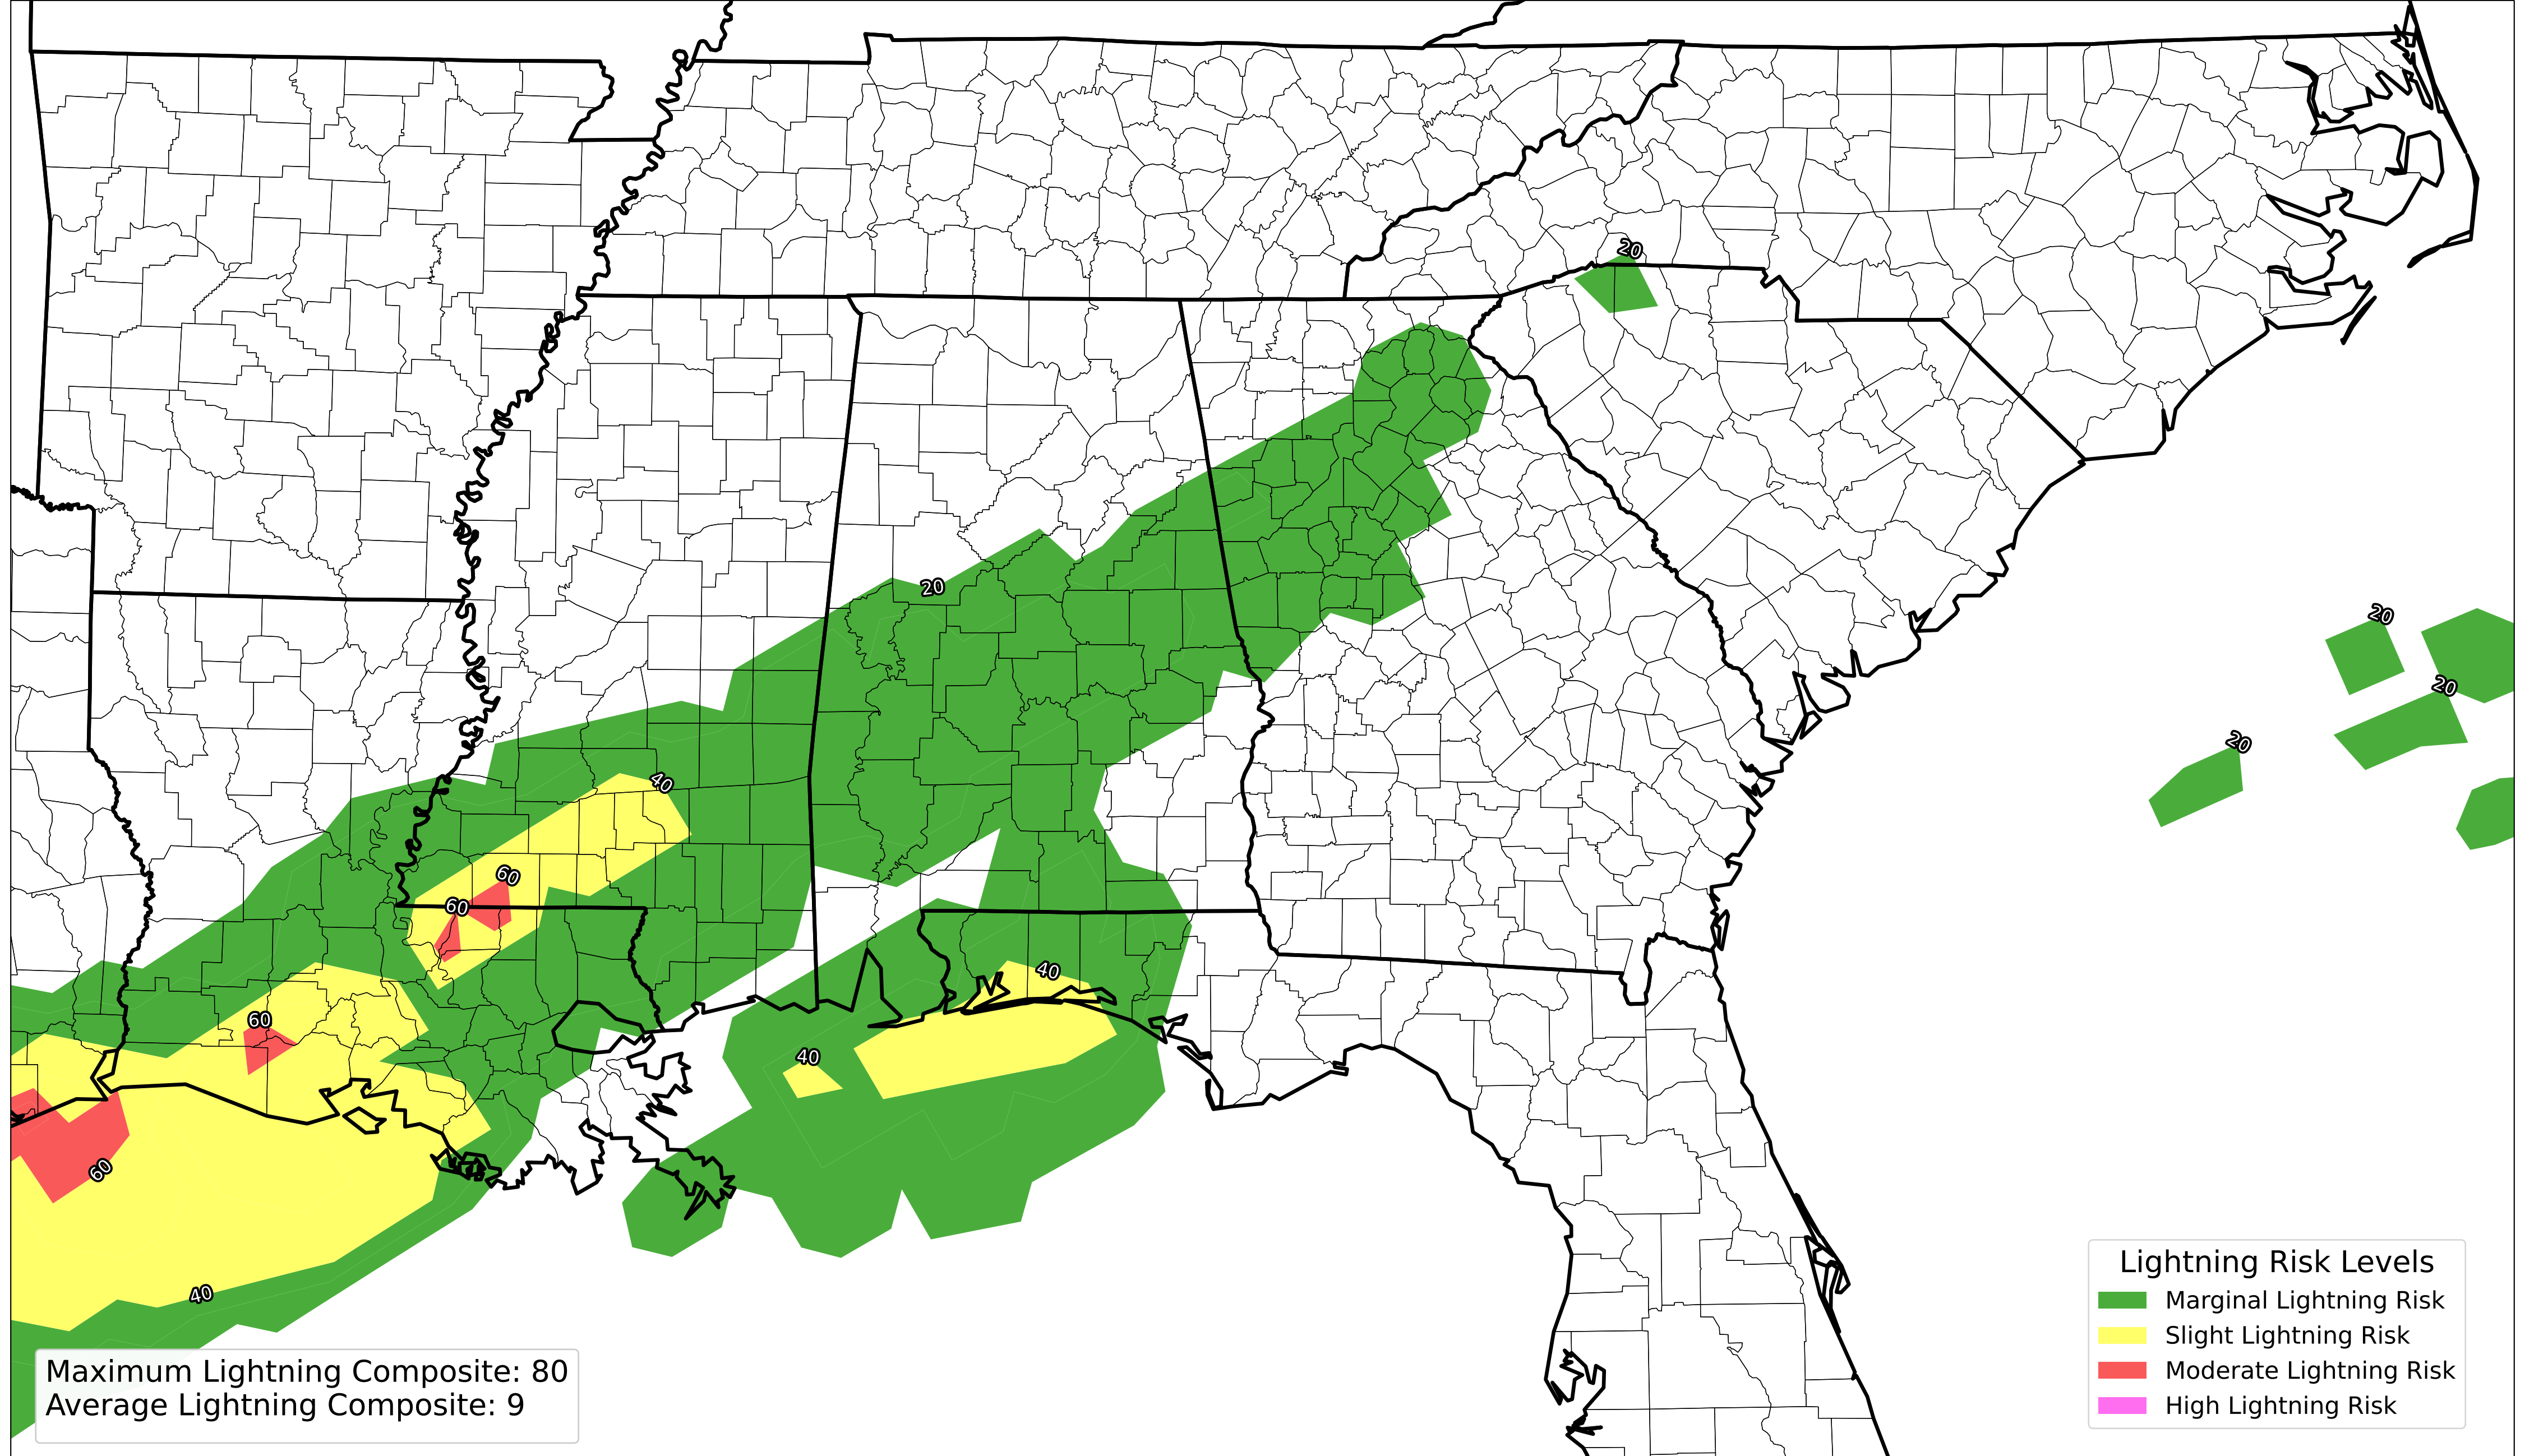 20
20
20
20
20
40
60
60
40
60
40
60
40
Lightning Risk Levels
Marginal Lightning Risk
Slight Lightning Risk
Moderate Lightning Risk
High Lightning Risk
Maximum Lightning Composite: 80
Average Lightning Composite: 9